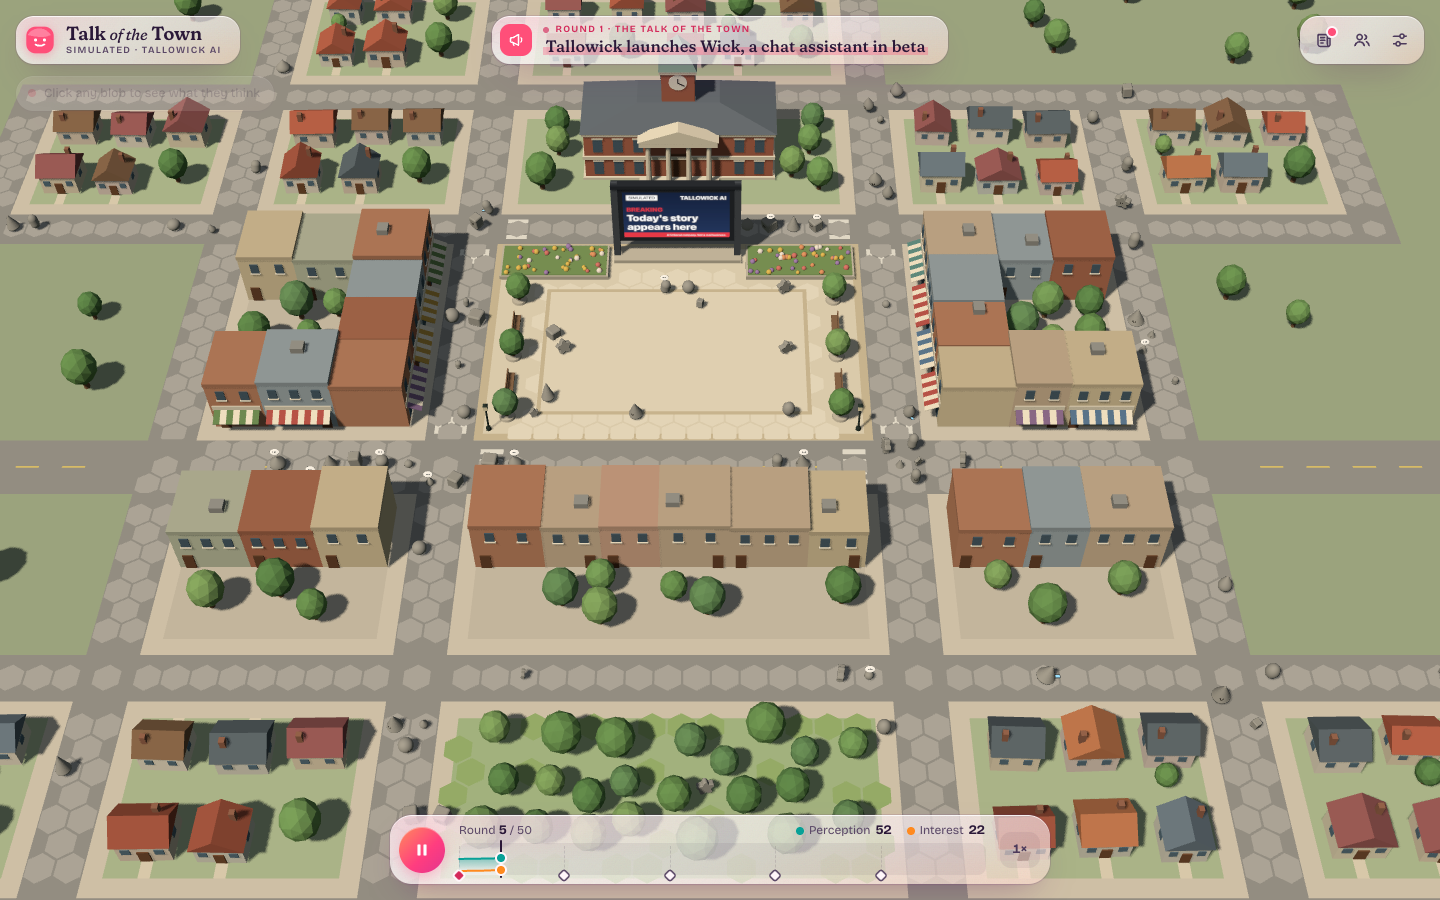 Talk of the Town
SIMULATED · TALLOWICK AI
Click any blob to see what they think
ROUND 1 · THE TALK OF THE TOWN
Tallowick launches Wick, a chat assistant in beta
SIMULATED
TALLOWICK AI
BREAKING
Today's story
appears here
Round 5 / 50
Perception 52
Interest 22
1×